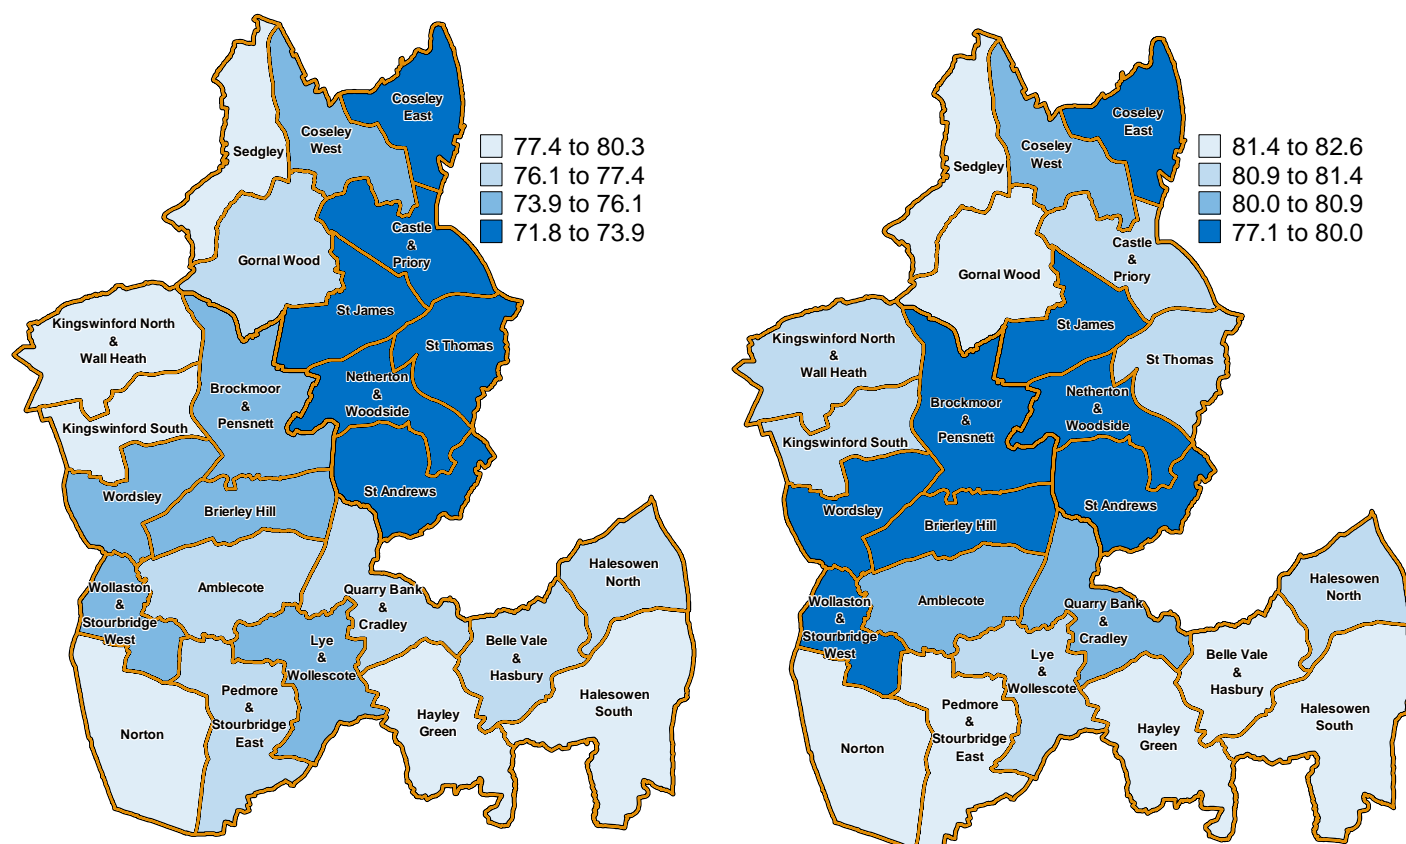 Coseley
East
Coseley
West
Sedgley
77.4 to 80.3
76.1 to 77.4
73.9 to 76.1
71.8 to 73.9
Castle
&
Priory
Gornal Wood
St James
Kingswinford North
&
Wall Heath
St Thomas
Netherton
&
Woodside
Brockmoor
&
Pensnett
Kingswinford South
St Andrews
Wordsley
Brierley Hill
Halesowen
North
Wollaston
&
Stourbridge
West
Amblecote
Quarry Bank
&
Cradley
Lye
&
Wollescote
Belle Vale
&
Hasbury
Pedmore
&
Stourbridge
East
Halesowen
South
Hayley
Green
Norton
Coseley
East
Coseley
West
Sedgley
81.4 to 82.6
80.9 to 81.4
80.0 to 80.9
77.1 to 80.0
Castle
&
Priory
Gornal Wood
St James
Kingswinford North
&
Wall Heath
St Thomas
Netherton
&
Woodside
Brockmoor
&
Pensnett
Kingswinford South
St Andrews
Wordsley
Brierley Hill
Halesowen
North
Wollaston
&
Stourbridge
West
Amblecote
Quarry Bank
&
Cradley
Lye
&
Wollescote
Belle Vale
&
Hasbury
Pedmore
&
Stourbridge
East
Halesowen
South
Hayley
Green
Norton